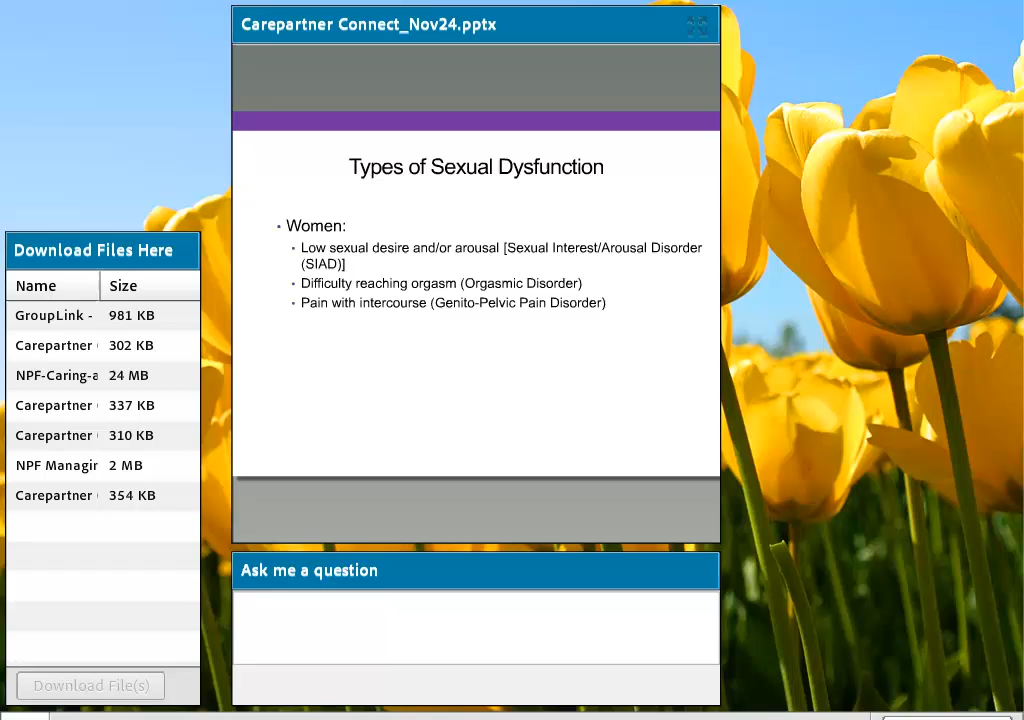 Carepartner Connect_Nov24.pptx
Types of Sexual Dysfunction
• Women:
• Low sexual desire and/or arousal [Sexual Interest/Arousal Disorder
(SIAD)]
• Difficulty reaching orgasm (Orgasmic Disorder)
• Pain with intercourse (Genito-Pelvic Pain Disorder)
Download Files Here
Name Size
GroupLink - 981 KB
Carepartner 302 KB
NPF-Caring-a 24 MB
Carepartner 337 KB
Carepartner 310 KB
NPF Managin 2 MB
Carepartner 354 KB
Download File(s)
Ask me a question